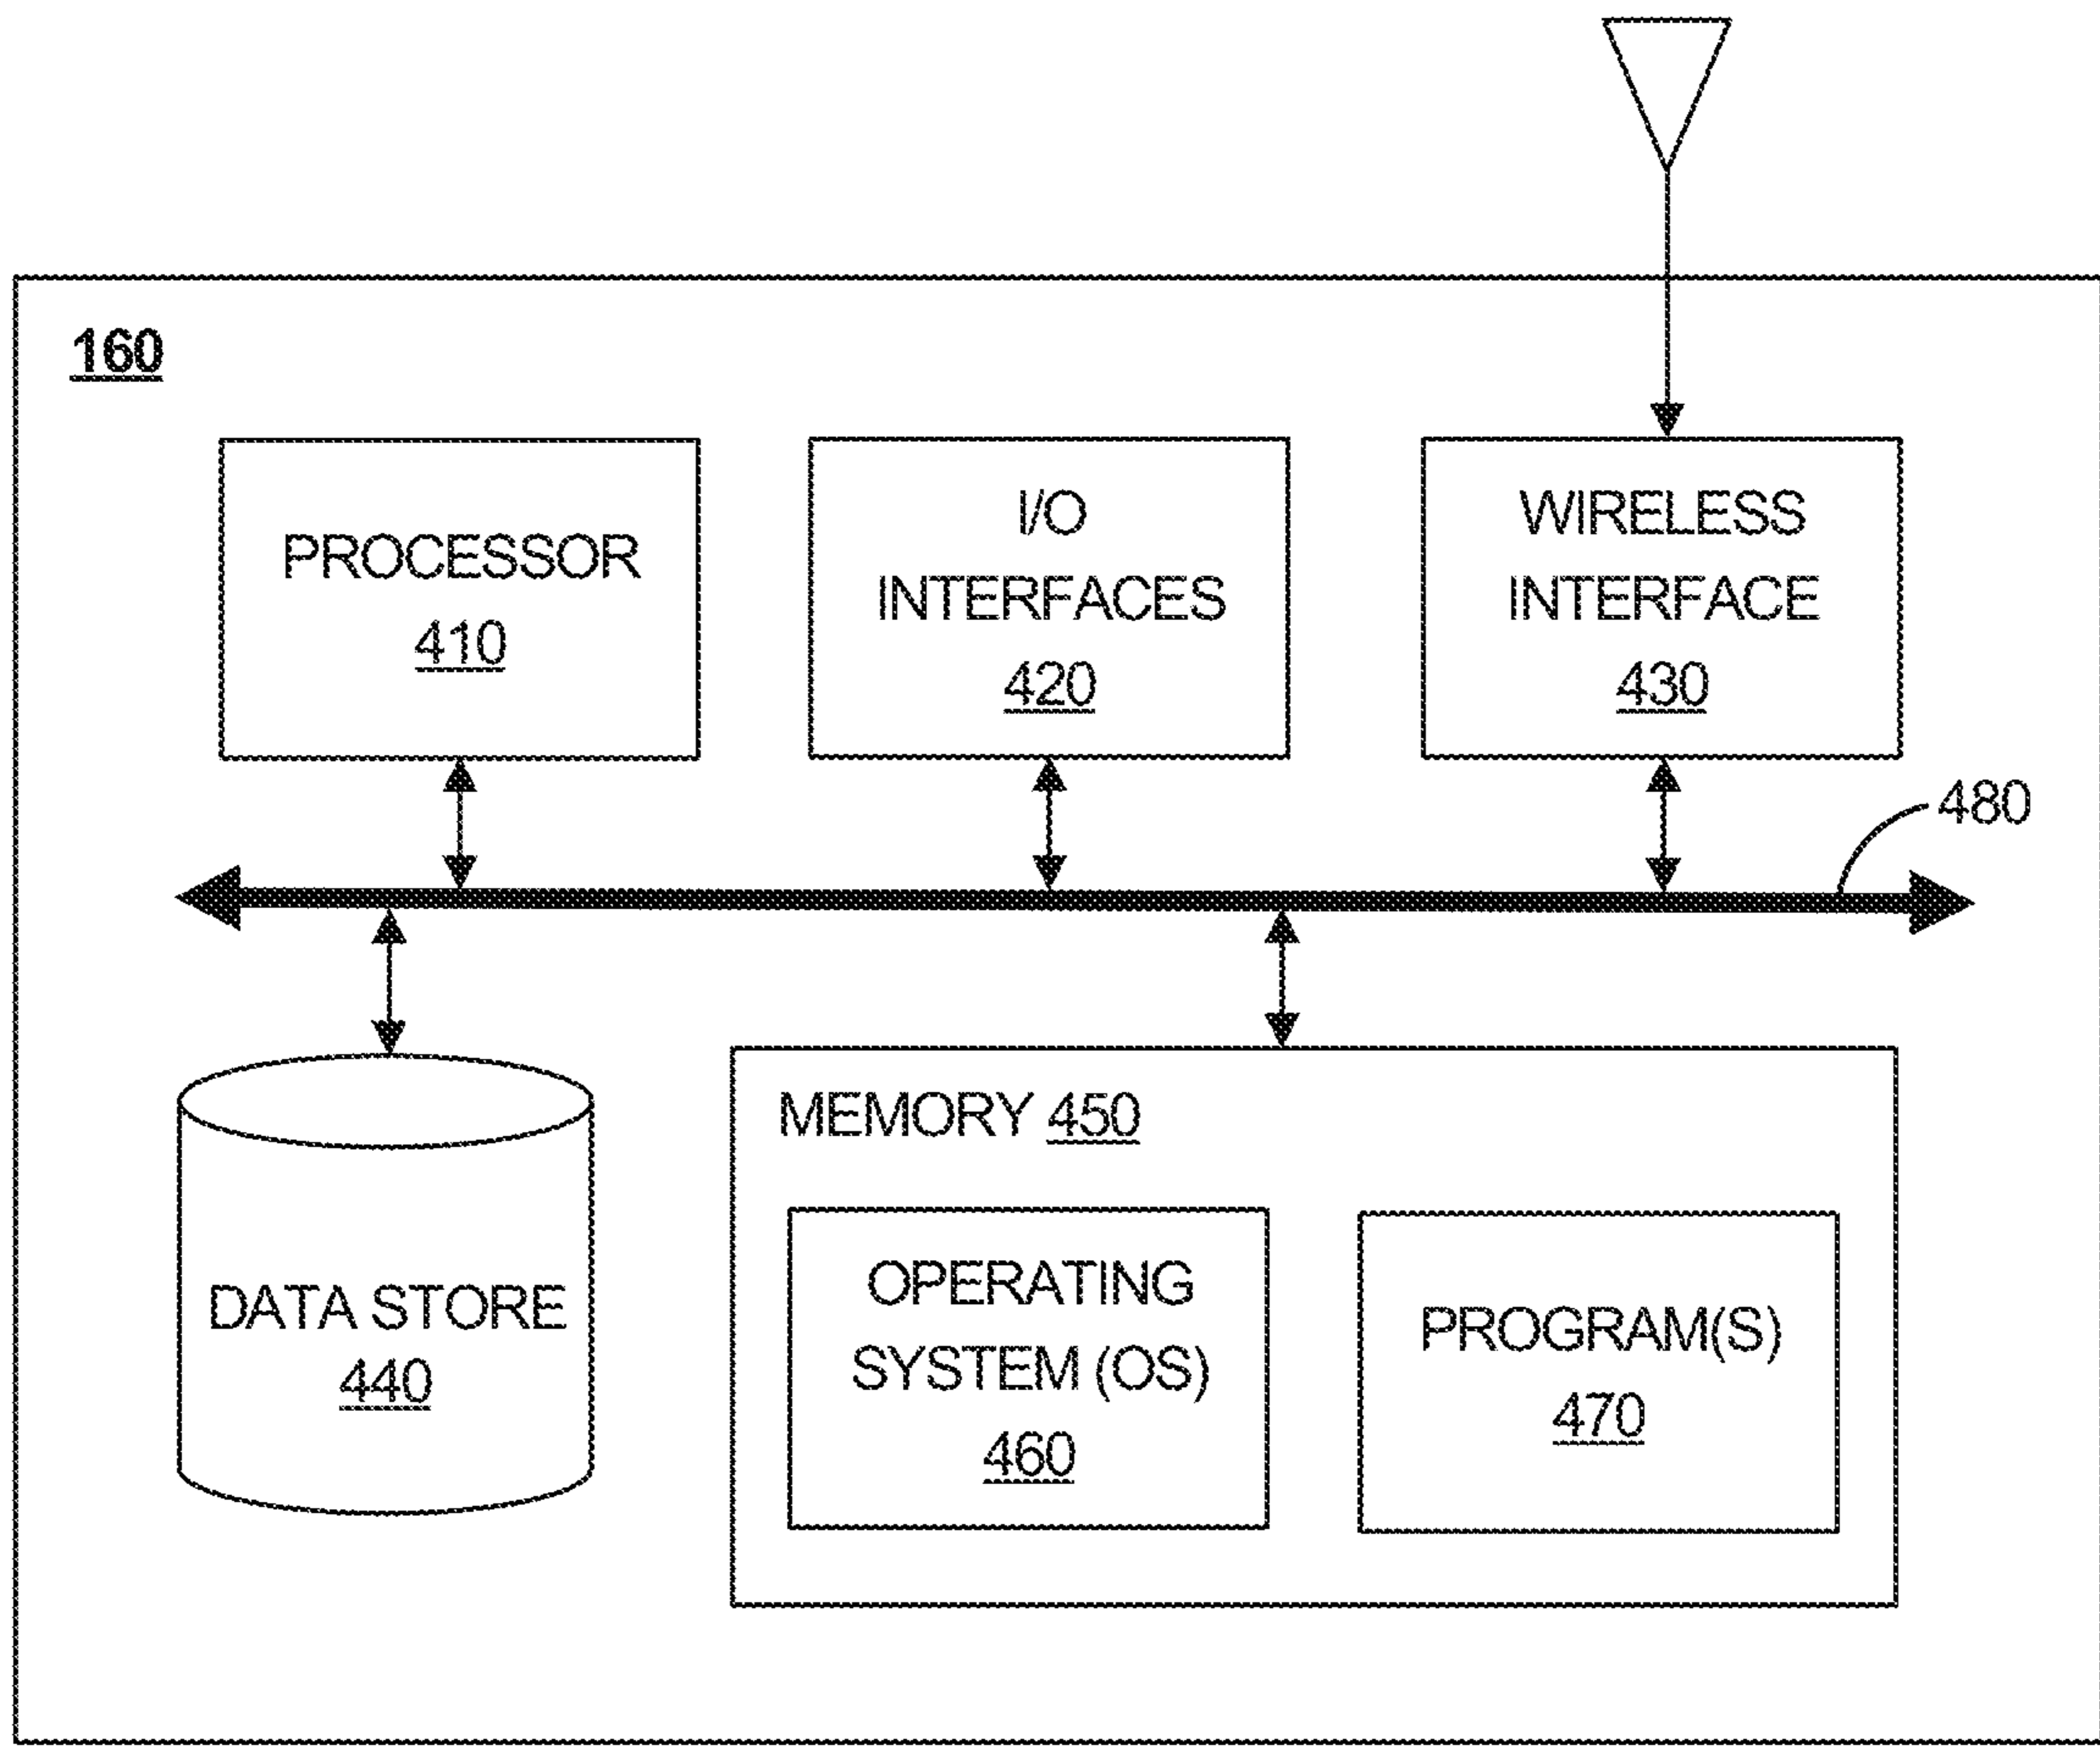 160
PROCESSOR
410
I/O
INTERFACES
420
WIRELESS
INTERFACE
430
480
DATA STORE
440
MEMORY 450
OPERATING
SYSTEM (OS)
460
PROGRAM(S)
470